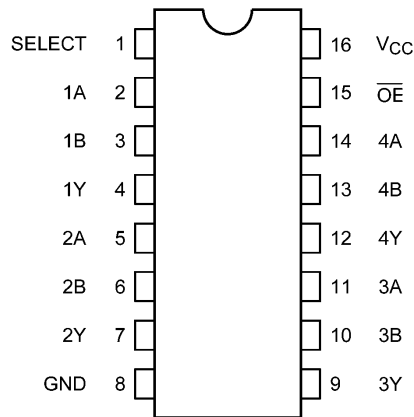 SELECT 1 16 VCC
1A 2 15 O̅E̅
1B 3 14 4A
1Y 4 13 4B
2A 5 12 4Y
2B 6 11 3A
2Y 7 10 3B
GND 8 9 3Y